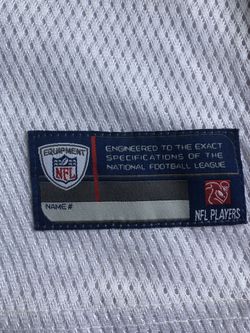 EQUIPMENT
NFL
ENGINEERED TO THE EXACT
SPECIFICATIONS OF THE
NATIONAL FOOTBALL LEAGUE
NAME#
NFL PLAYERS